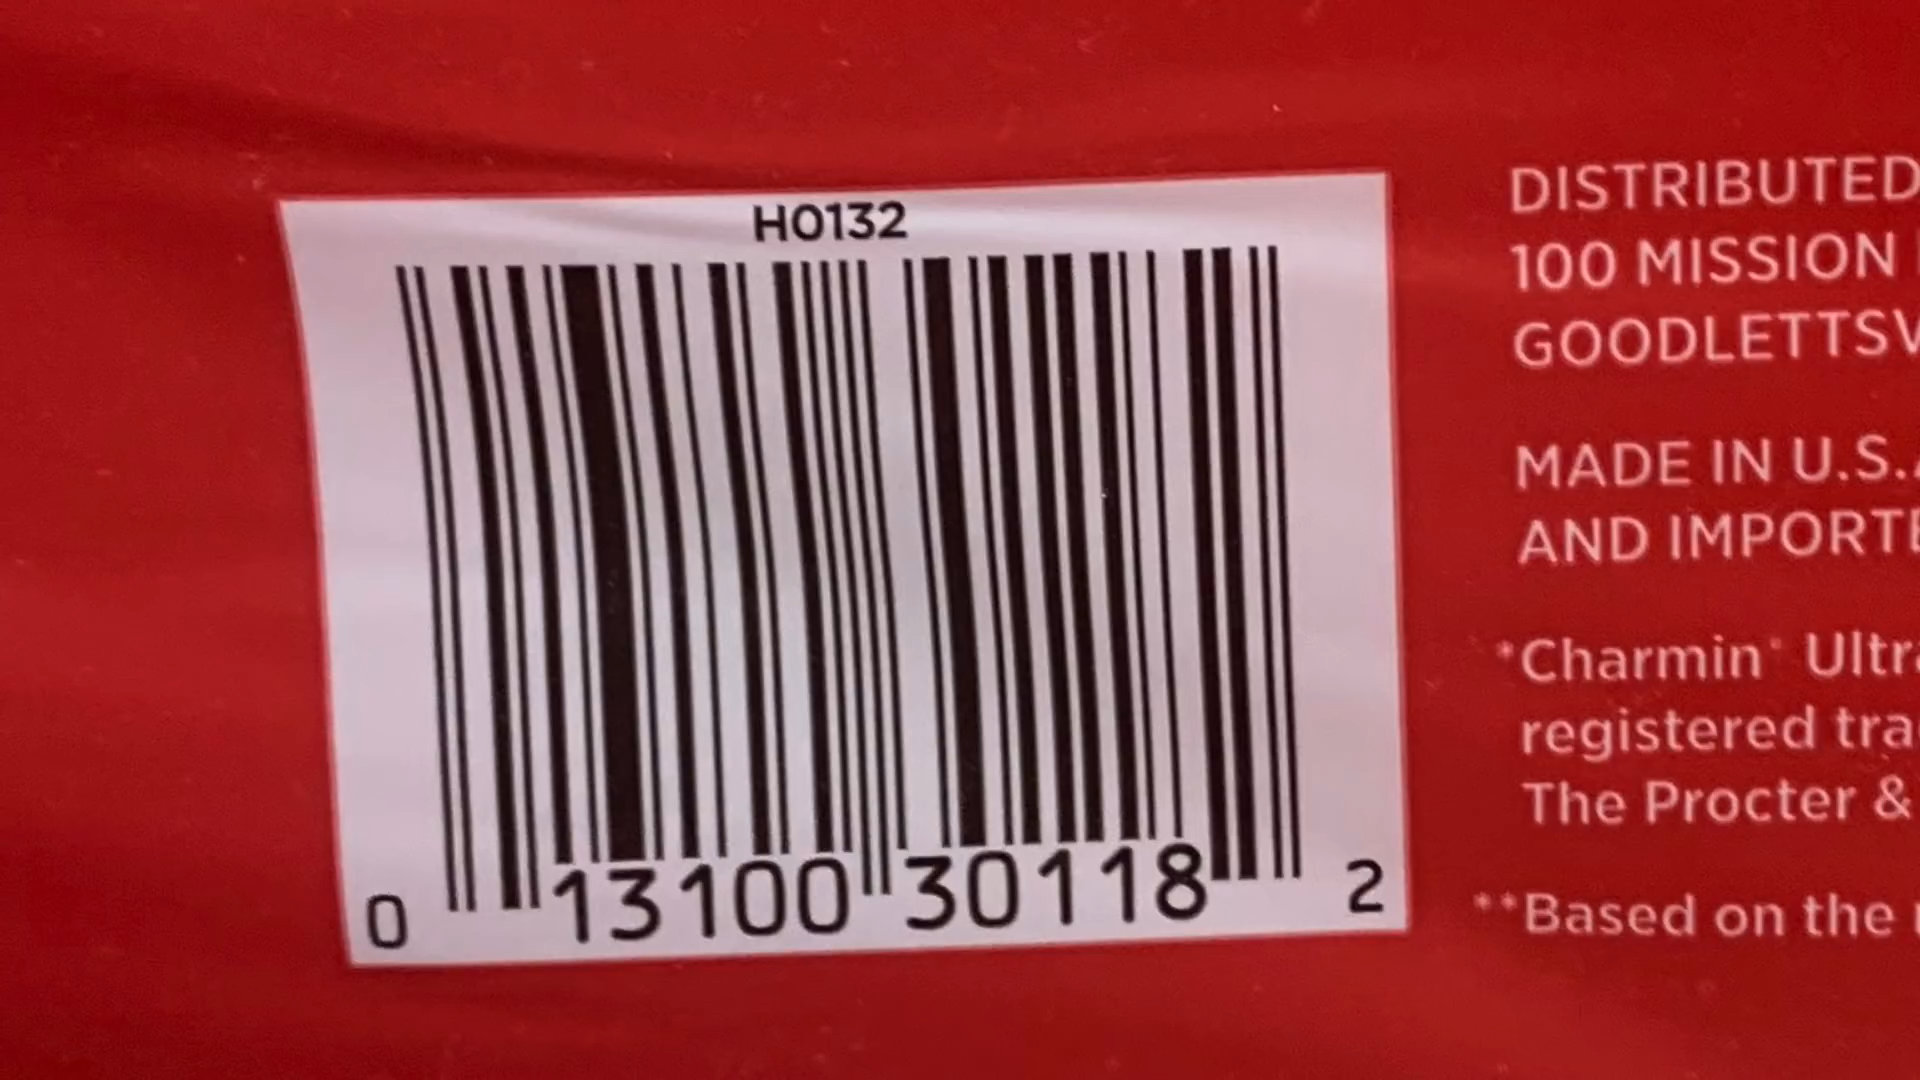 HO132
0 13100 30118 2
DISTRIBUTED
100 MISSION
GOODLETTSV
MADE IN U.S.A
AND IMPORTE
*Charmin® Ultra
registered tra
The Procter &
**Based on the